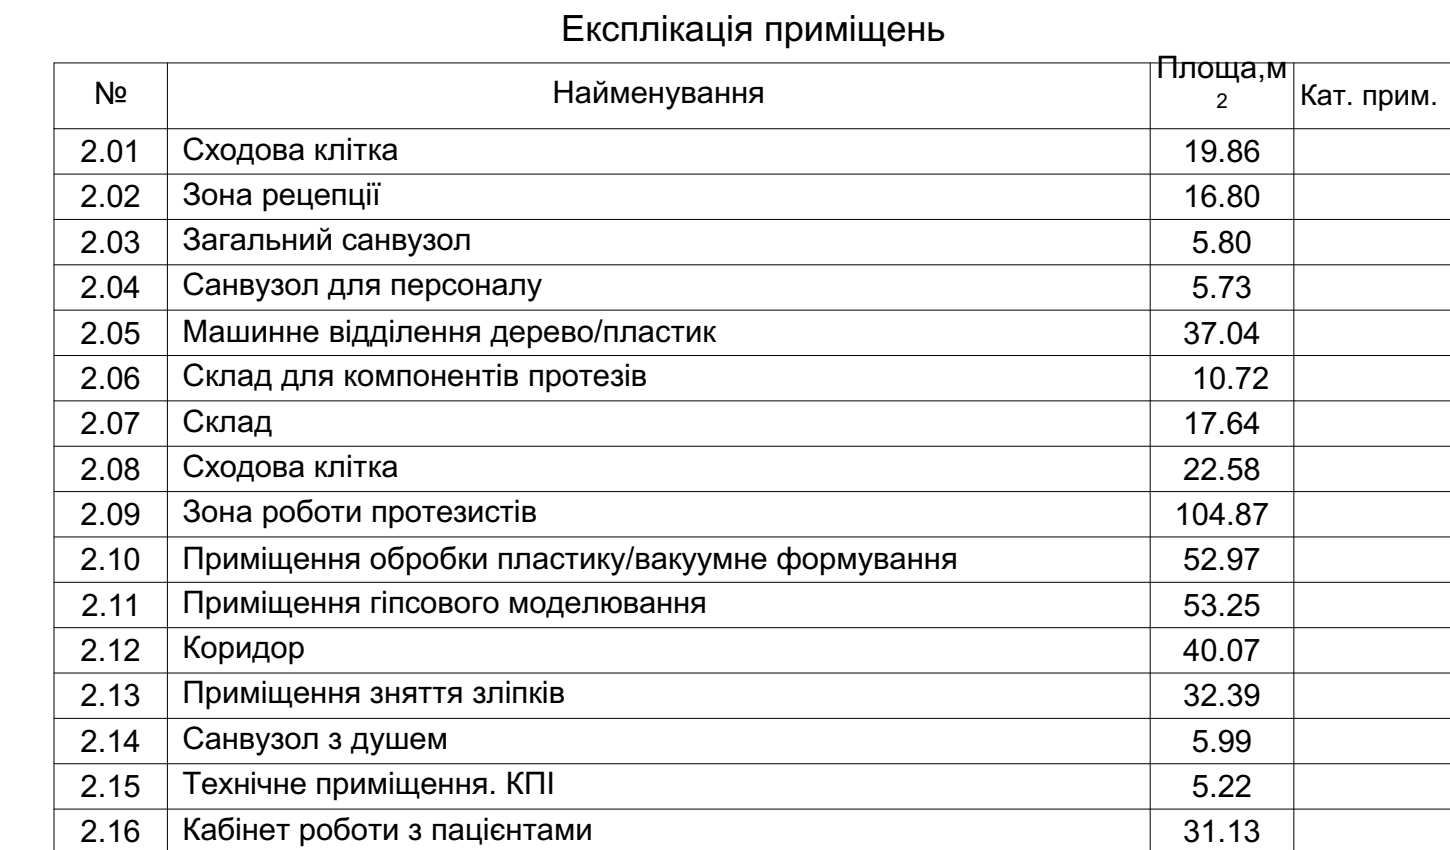 Експлікація приміщень
№ Найменування Площа,м 2 Кат. прим.
2.01 Сходова клітка 19.86
2.02 Зона рецепції 16.80
2.03 Загальний санвузол 5.80
2.04 Санвузол для персоналу 5.73
2.05 Машинне відділення дерево/пластик 37.04
2.06 Склад для компонентів протезів 10.72
2.07 Склад 17.64
2.08 Сходова клітка 22.58
2.09 Зона роботи протезистів 104.87
2.10 Приміщення обробки пластику/вакуумне формування 52.97
2.11 Приміщення гіпсового моделювання 53.25
2.12 Коридор 40.07
2.13 Приміщення зняття зліпків 32.39
2.14 Санвузол з душем 5.99
2.15 Технічне приміщення. КПІ 5.22
2.16 Кабінет роботи з пацієнтами 31.13